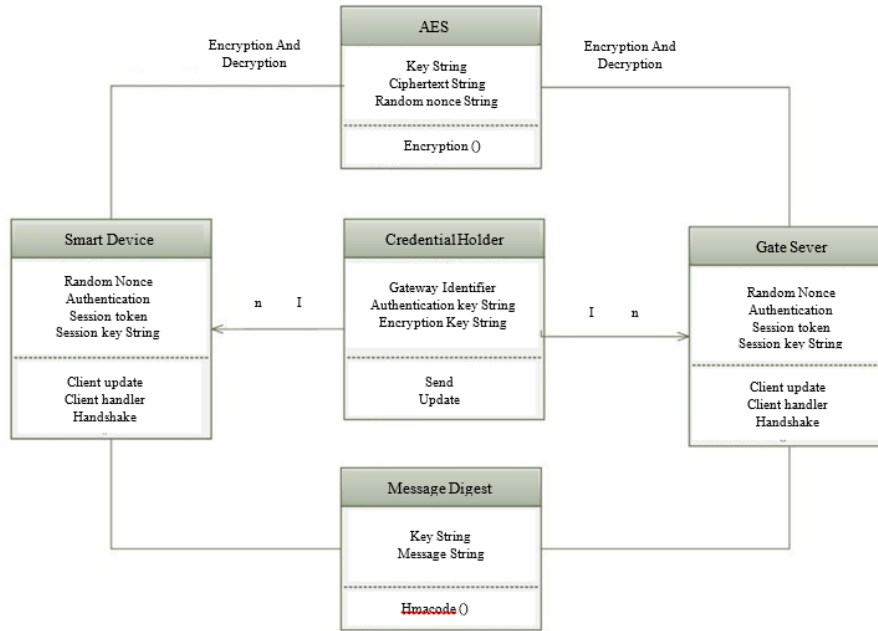 AES
Key String
Ciphertext String
Random nonce String
Encryption ()
Encryption And
Decryption
Encryption And
Decryption
Smart Device
Random Nonce
Authentication
Session token
Session key String
Client update
Client handler
Handshake
n I
Credential Holder
Gateway Identifier
Authentication key String
Encryption Key String
Send
Update
I n
Gate Sever
Random Nonce
Authentication
Session token
Session key String
Client update
Client handler
Handshake
Message Digest
Key String
Message String
Hmacode ()